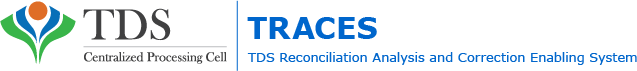 TDS
Centralized Processing Cell
TRACES
TDS Reconciliation Analysis and Correction Enabling System